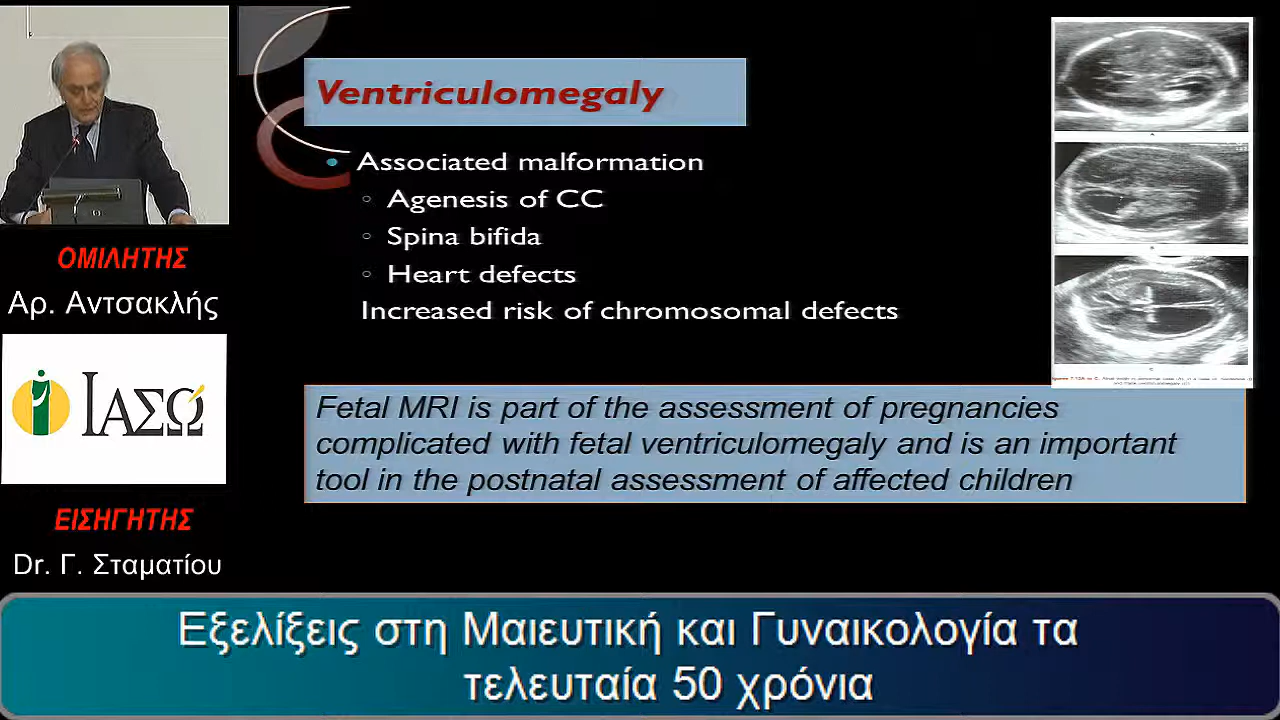 Ventriculomegaly
Associated malformation
Agenesis of CC
Spina bifida
Heart defects
Increased risk of chromosomal defects
Fetal MRI is part of the assessment of pregnancies
complicated with fetal ventriculomegaly and is an important
tool in the postnatal assessment of affected children
ΟΜΙΛΗΤΗΣ
Αρ. Αντσακλής
ΙΑΣΩ
ΕΙΣΗΓΗΤΗΣ
Dr. Γ. Σταματίου
Εξελίξεις στη Μαιευτική και Γυναικολογία τα
τελευταία 50 χρόνια